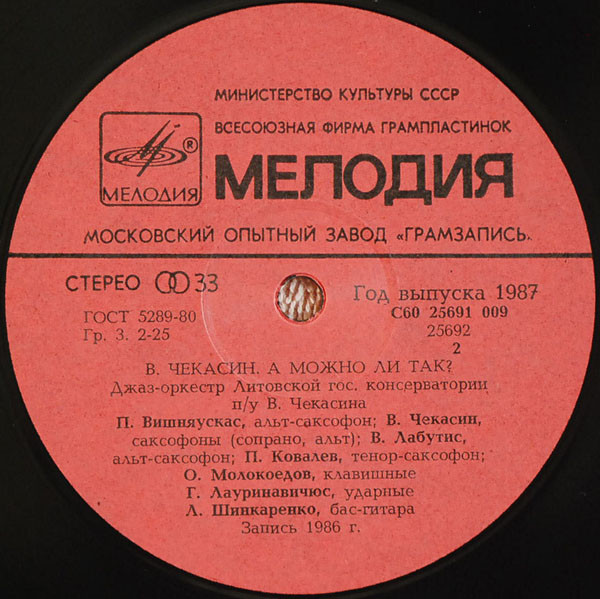 МИНИСТЕРСТВО КУЛЬТУРЫ СССР
ВСЕСОЮЗНАЯ ФИРМА ГРАМПЛАСТИНОК
®
МЕЛОДИЯ
МЕЛОДИЯ
МОСКОВСКИЙ ОПЫТНЫЙ ЗАВОД «ГРАМЗАПИСЬ»
СТЕРЕО 33
Год выпуска 1987
ГОСТ 5289-80
С60 25691 009
Гр. 3. 2-25
25692
2
В. ЧЕКАСИН. А МОЖНО ЛИ ТАК?
Джаз-оркестр Литовской гос. консерватории
п/у В. Чекасина
П. Вишняускас, альт-саксофон; В. Чекасин,
саксофоны (сопрано, альт); В. Лабутис,
альт-саксофон; П. Ковалев, тенор-саксофон;
О. Молокоедов, клавишные
Г. Лауринавичюс, ударные
Л. Шинкаренко, бас-гитара
Запись 1986 г.